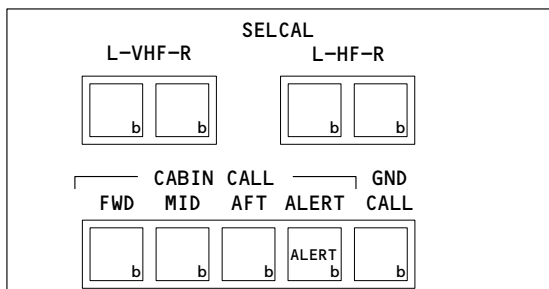 SELCAL
L-VHF-R L-HF-R
b b b b
CABIN CALL GND
FWD MID AFT ALERT CALL
ALERT
b b b b b